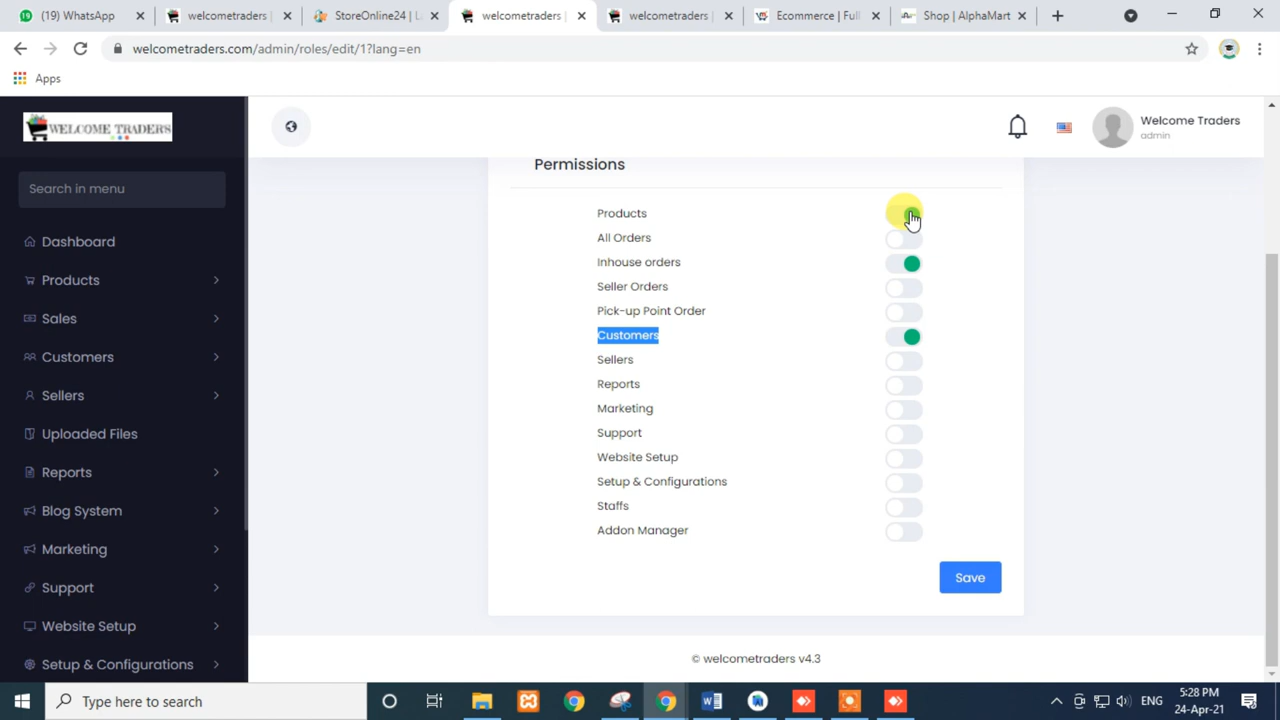 (19) WhatsApp
welcometraders |
StoreOnline24 | L
welcometraders |
welcometraders |
Ecommerce | Full
Shop | AlphaMart
welcometraders.com/admin/roles/edit/1?lang=en
Apps
WELCOME TRADERS
Welcome Traders
admin
Search in menu
Dashboard
Products
Sales
Customers
Sellers
Uploaded Files
Reports
Blog System
Marketing
Support
Website Setup
Setup & Configurations
Permissions
Products
All Orders
Inhouse orders
Seller Orders
Pick-up Point Order
Customers
Sellers
Reports
Marketing
Support
Website Setup
Setup & Configurations
Staffs
Addon Manager
Save
© welcometraders v4.3
Type here to search
ENG
5:28 PM
24-Apr-21